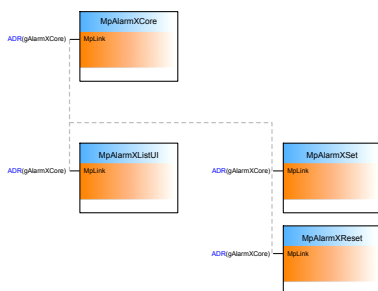 MpAlarmXCore
ADR(gAlarmXCore) MpLink
MpAlarmXListUI MpAlarmXSet
ADR(gAlarmXCore) MpLink ADR(gAlarmXCore) MpLink
MpAlarmXReset
ADR(gAlarmXCore) MpLink